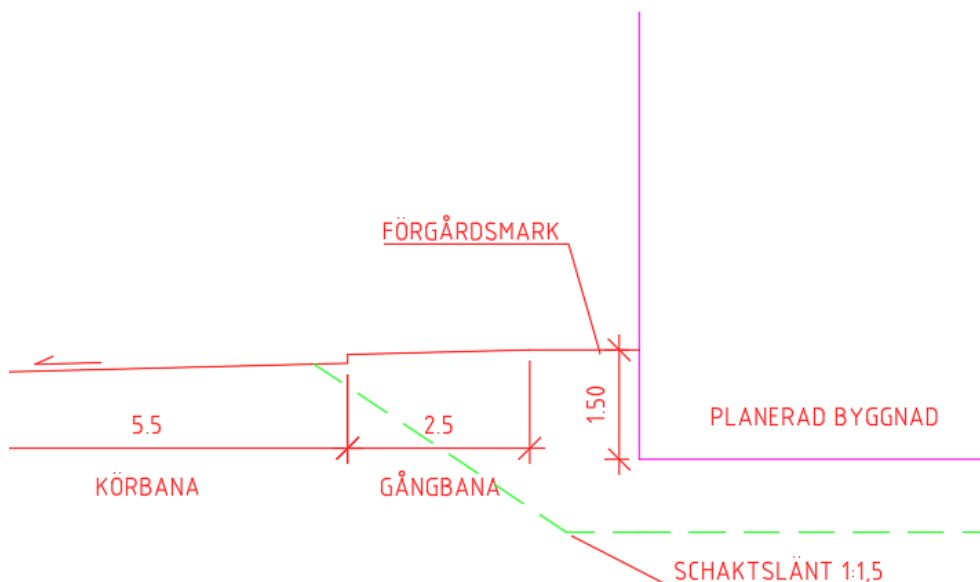 FÖRGÅRDSMARK
5.5
2.5
1.50
PLANERAD BYGGNAD
KÖRBANA
GÅNGBANA
SCHAKTSLÄNT 1:1,5